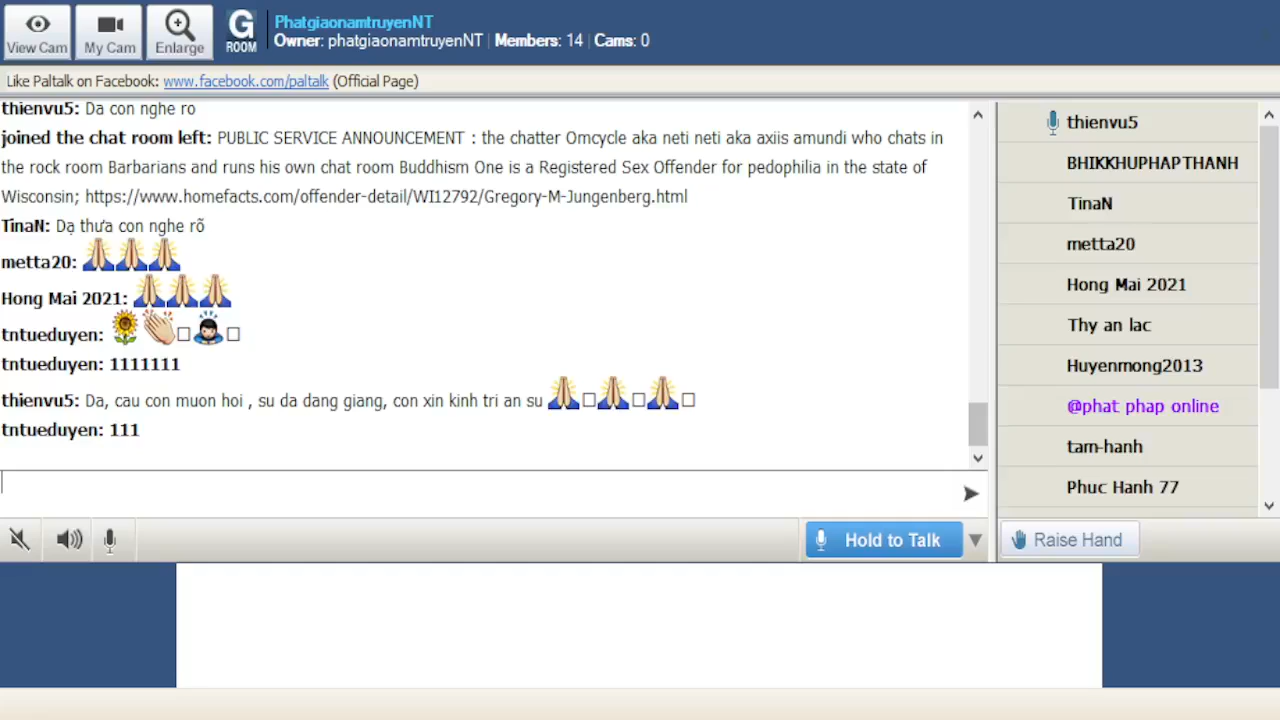 PhatgiaonamtruyenNT
Owner: phatgiaonamtruyenNT | Members: 14 | Cams: 0
View Cam
My Cam
Enlarge
G
ROOM
Like Paltalk on Facebook: www.facebook.com/paltalk (Official Page)
thienvu5: Da con nghe ro
joined the chat room left: PUBLIC SERVICE ANNOUNCEMENT : the chatter Omcycle aka neti neti aka axiis amundi who chats in
the rock room Barbarians and runs his own chat room Buddhism One is a Registered Sex Offender for pedophilia in the state of
Wisconsin; https://www.homefacts.com/offender-detail/WI12792/Gregory-M-Jungenberg.html
TinaN: Dạ thưa con nghe rõ
metta20: 🙏🙏🙏
Hong Mai 2021: 🙏🙏🙏
tntueduyen: 🌻👏□🙇□
tntueduyen: 1111111
thienvu5: Da, cau con muon hoi , su da dang giang, con xin kinh tri an su 🙏□🙏□🙏□
tntueduyen: 111
Hold to Talk
thienvu5
BHIKKHUPHAPTHANH
TinaN
metta20
Hong Mai 2021
Thy an lac
Huyenmong2013
@phat phap online
tam-hanh
Phuc Hanh 77
Raise Hand